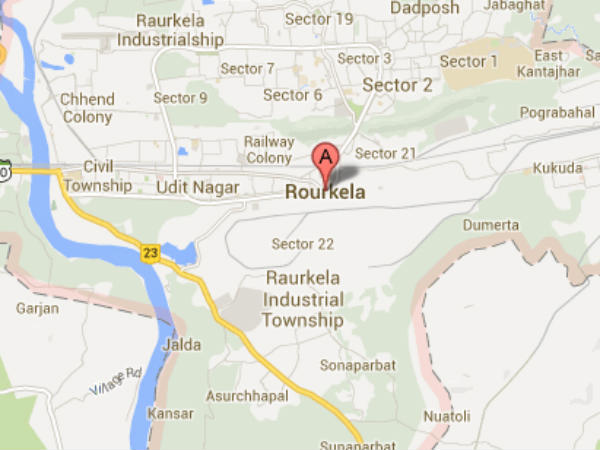 Dadposh
Jabaghat
Raurkela
Industrialship
Sector 19
Sector 3
Sector 1
East
Kantajhar
Sector 7
Sector 2
Chhend
Colony
Sector 9
Sector 6
Pograbahal
Railway
Colony
A
Sector 21
Civil
Township
Udit Nagar
Rourkela
Kukuda
Dumerta
Sector 22
23
Raurkela
Industrial
Township
Garjan
Jalda
Sonaparbat
Village Rd
Asurchhapal
Kansar
Nuatoli
Sunaparbat